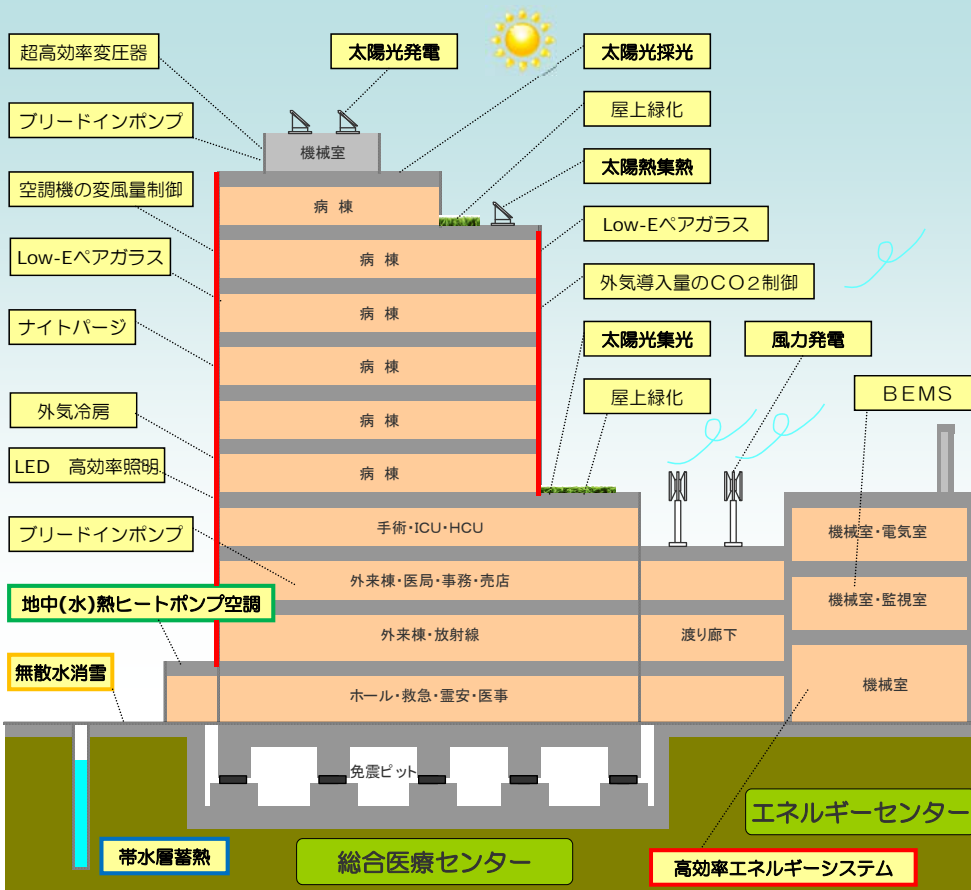 超高効率変圧器
太陽光発電
太陽光採光
ブリードインポンプ
屋上緑化
機械室
太陽熱集熱
空調機の変風量制御
病 棟
Low-Eペアガラス
Low-Eペアガラス
病 棟
外気導入量のCO2制御
病 棟
ナイトパージ
太陽光集光
風力発電
病 棟
BEMS
外気冷房
屋上緑化
病 棟
LED 高効率照明
病 棟
ブリードインポンプ
手術・ICU・HCU
機械室・電気室
外来棟・医局・事務・売店
地中(水)熱ヒートポンプ空調
機械室・監視室
外来棟・放射線
渡り廊下
無散水消雪
ホール・救急・霊安・医事
機械室
免震ピット
エネルギーセンター
帯水層蓄熱
総合医療センター
高効率エネルギーシステム